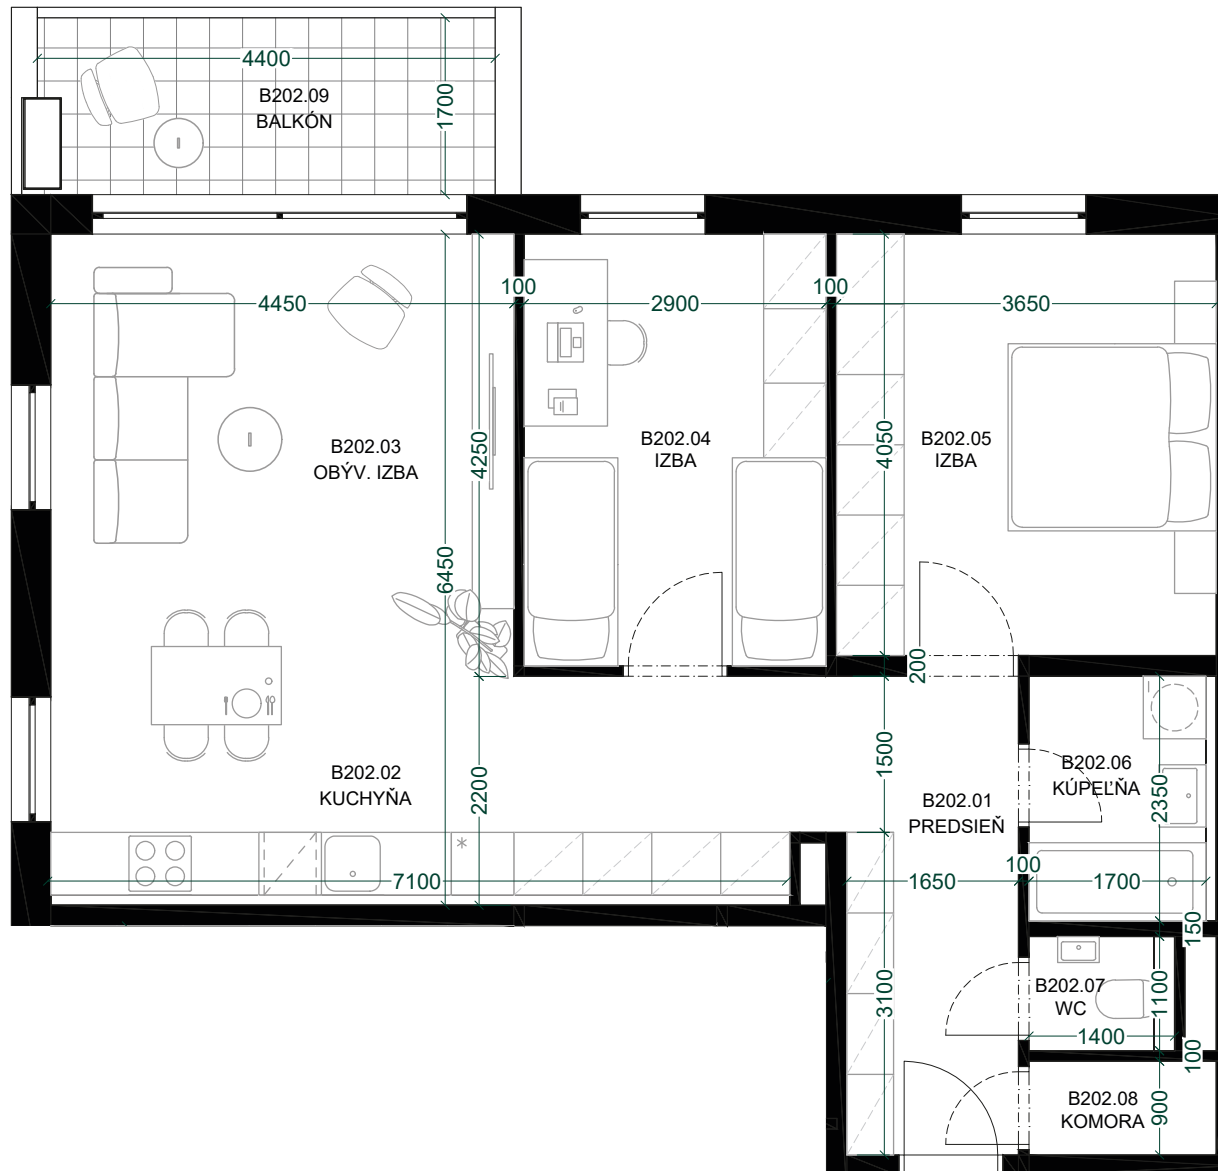 4400
B202.09
BALKÓN
1700
4450
100
2900
100
3650
B202.03
OBÝV. IZBA
4250
B202.04
IZBA
4050
B202.05
IZBA
6450
200
B202.02
KUCHYŇA
2200
1500
B202.01
PREDSIEŇ
B202.06
KÚPEĽŇA
2350
7100
1650
100
1700
150
3100
B202.07
WC
1100
1400
100
B202.08
KOMORA
900